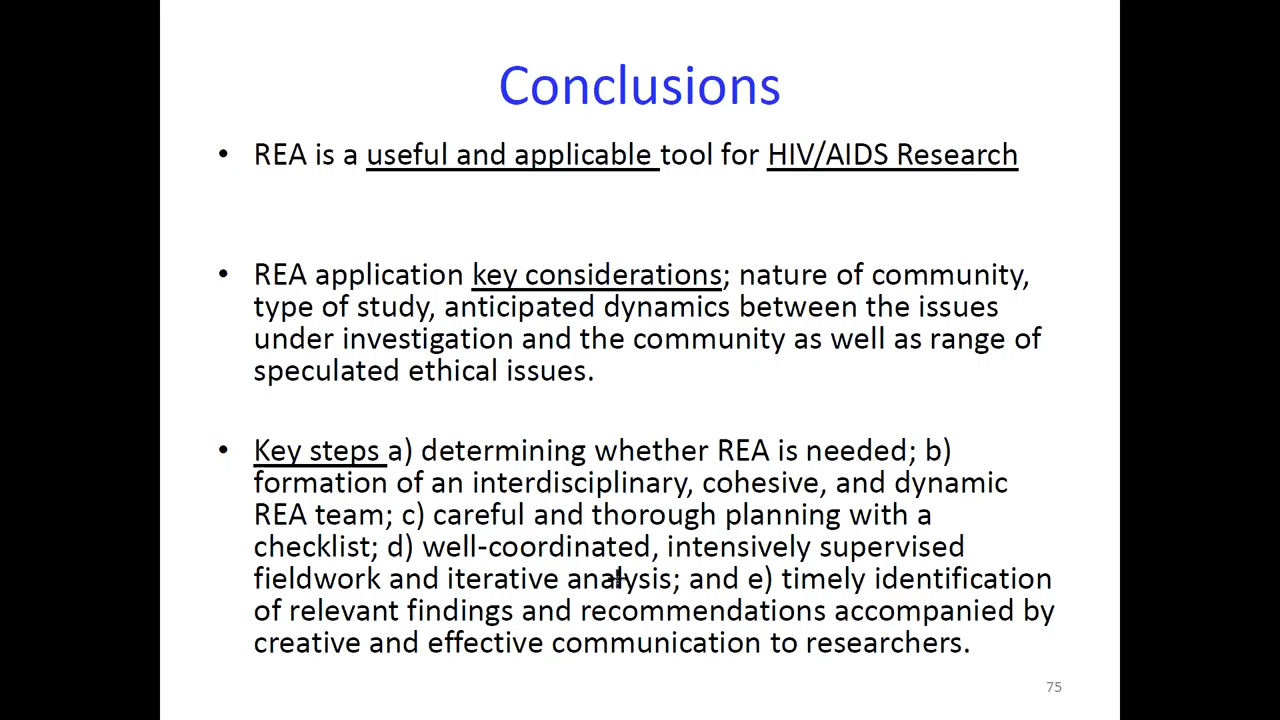 Conclusions
• REA is a useful and applicable tool for HIV/AIDS Research
• REA application key considerations; nature of community,
type of study, anticipated dynamics between the issues
under investigation and the community as well as range of
speculated ethical issues.
• Key steps a) determining whether REA is needed; b)
formation of an interdisciplinary, cohesive, and dynamic
REA team; c) careful and thorough planning with a
checklist; d) well-coordinated, intensively supervised
fieldwork and iterative analysis; and e) timely identification
of relevant findings and recommendations accompanied by
creative and effective communication to researchers.
75